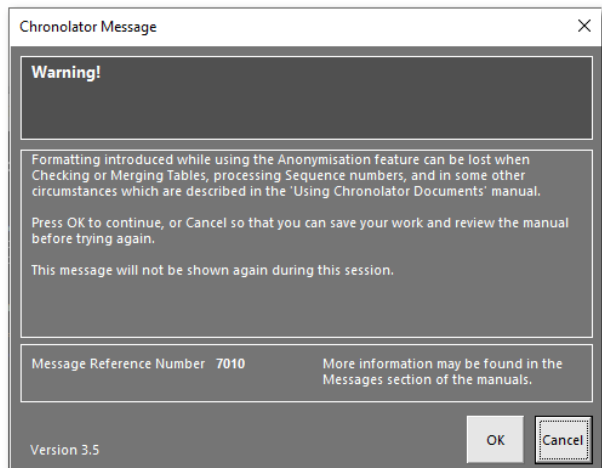 Chronolator Message
Warning!
Formatting introduced while using the Anonymisation feature can be lost when
Checking or Merging Tables, processing Sequence numbers, and in some other
circumstances which are described in the 'Using Chronolator Documents' manual.
Press OK to continue, or Cancel so that you can save your work and review the manual
before trying again.
This message will not be shown again during this session.
Message Reference Number 7010
More information may be found in the
Messages section of the manuals.
Version 3.5
OK
Cancel